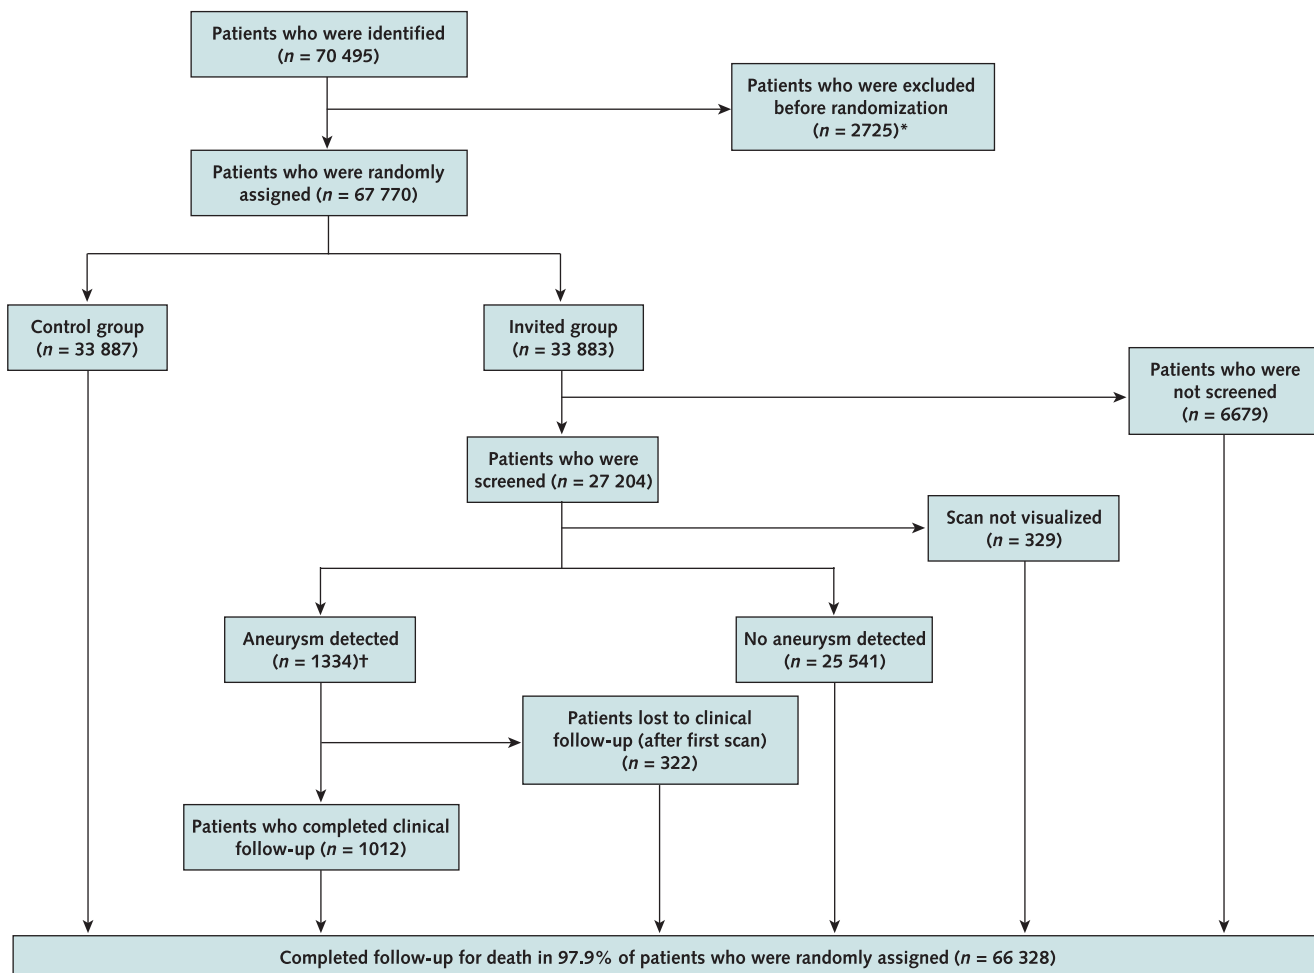 Patients who were identified
(n = 70 495)
Patients who were excluded
before randomization
(n = 2725)*
Patients who were randomly
assigned (n = 67 770)
Control group
(n = 33 887)
Invited group
(n = 33 883)
Patients who were
not screened
(n = 6679)
Patients who were
screened (n = 27 204)
Scan not visualized
(n = 329)
Aneurysm detected
(n = 1334)†
No aneurysm detected
(n = 25 541)
Patients lost to clinical
follow-up (after first scan)
(n = 322)
Patients who completed clinical
follow-up (n = 1012)
Completed follow-up for death in 97.9% of patients who were randomly assigned (n = 66 328)